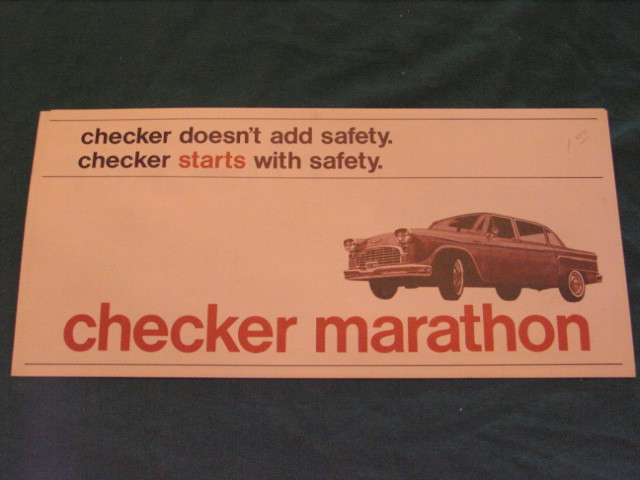 checker doesn't add safety.
checker starts with safety.
checker marathon